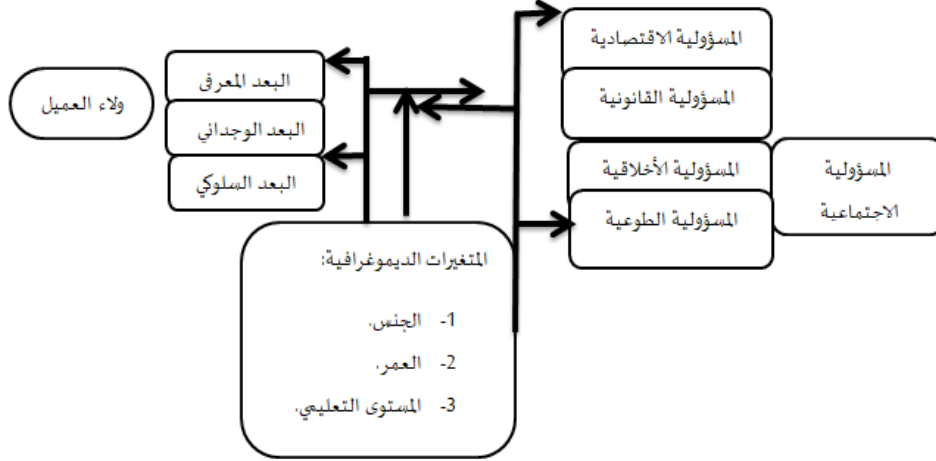 المسؤولية الاقتصادية
المسؤولية القانونية
المسؤولية الأخلاقية
المسؤولية الطوعية
المسؤولية
الاجتماعية
البعد المعرفى
البعد الوجداني
البعد السلوكي
ولاء العميل
المتغيرات الديموغرافية:
1- الجنس.
2- العمر.
3- المستوى التعليمي.